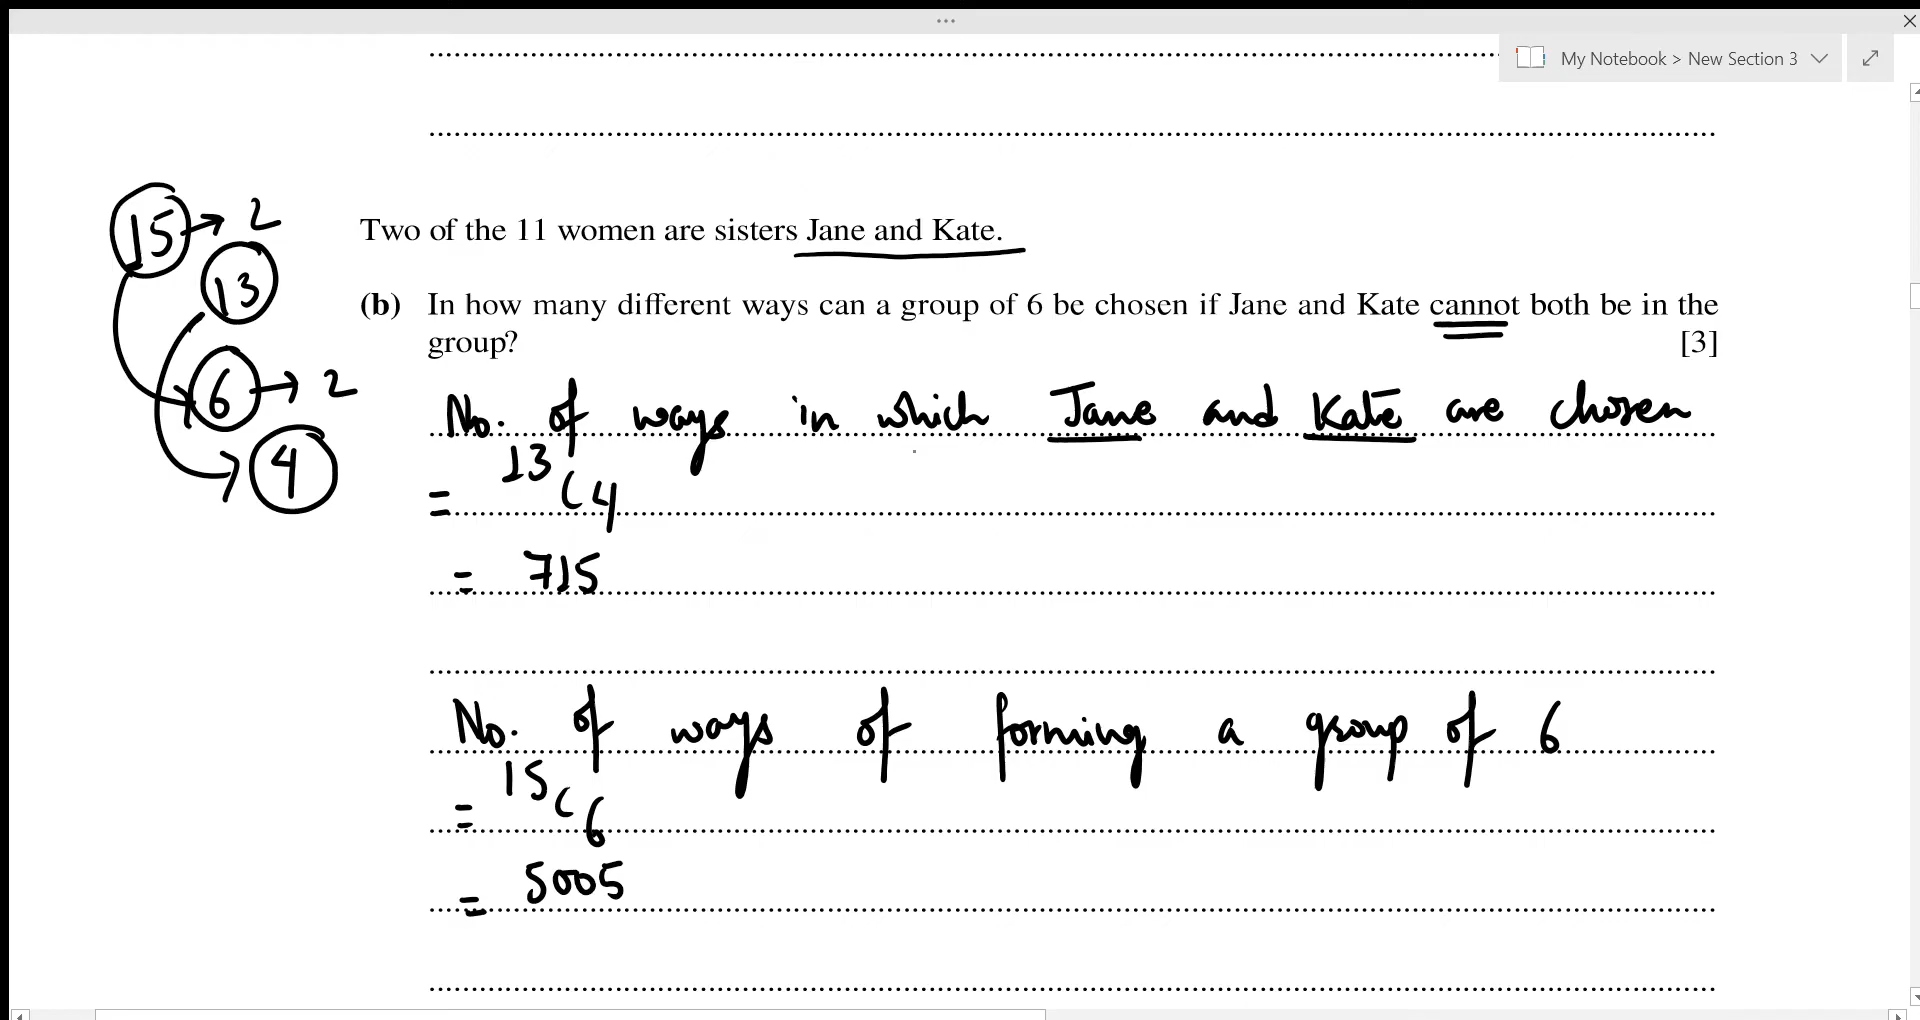 My Notebook > New Section 3
15 → 2
13
6 → 2
4
Two of the 11 women are sisters Jane and Kate.
(b) In how many different ways can a group of 6 be chosen if Jane and Kate cannot both be in the
group? [3]
No. of ways in which Jane and Kate are chosen
= 13C4
= 715
No. of ways of forming a group of 6
= 15C6
= 5005